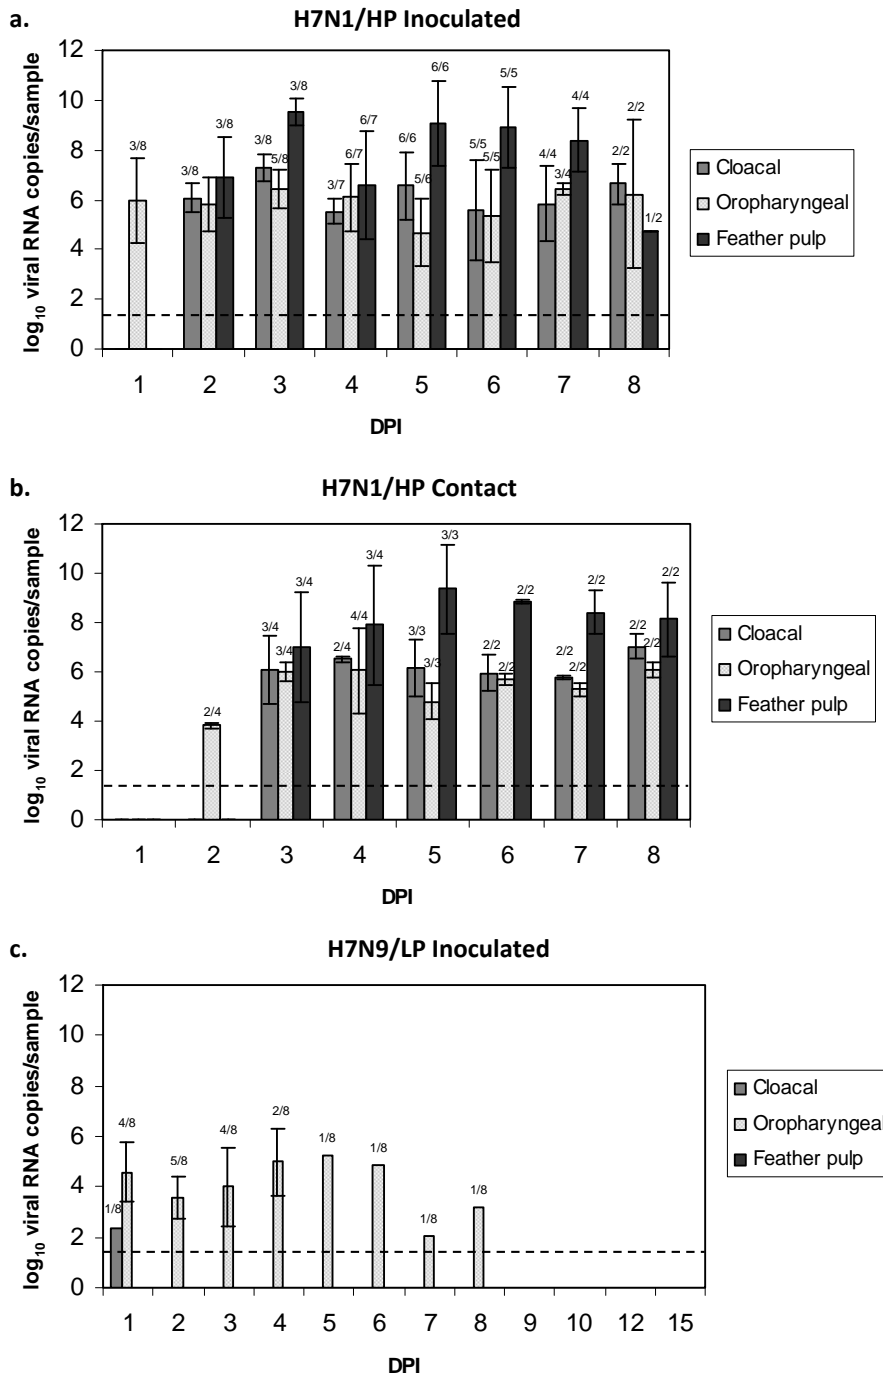 a.
H7N1/HP Inoculated
log10 viral RNA copies/sample
12
10
8
6
4
2
0
3/8
3/8 3/8
3/8 5/8 3/8
3/7 6/7 6/7
6/6 5/6 6/6
5/5 5/5 5/5
4/4 3/4 4/4
2/2 2/2 1/2
1 2 3 4 5 6 7 8
DPI
Cloacal
Oropharyngeal
Feather pulp
b.
H7N1/HP Contact
log10 viral RNA copies/sample
12
10
8
6
4
2
0
2/4
3/4 3/4 3/4
2/4 4/4 3/4
3/3 3/3 3/3
2/2 2/2 2/2
2/2 2/2 2/2
2/2 2/2 2/2
1 2 3 4 5 6 7 8
DPI
Cloacal
Oropharyngeal
Feather pulp
c.
H7N9/LP Inoculated
log10 viral RNA copies/sample
12
10
8
6
4
2
0
1/8 4/8 5/8 4/8 2/8 1/8 1/8 1/8 1/8
1 2 3 4 5 6 7 8 9 10 12 15
DPI
Cloacal
Oropharyngeal
Feather pulp